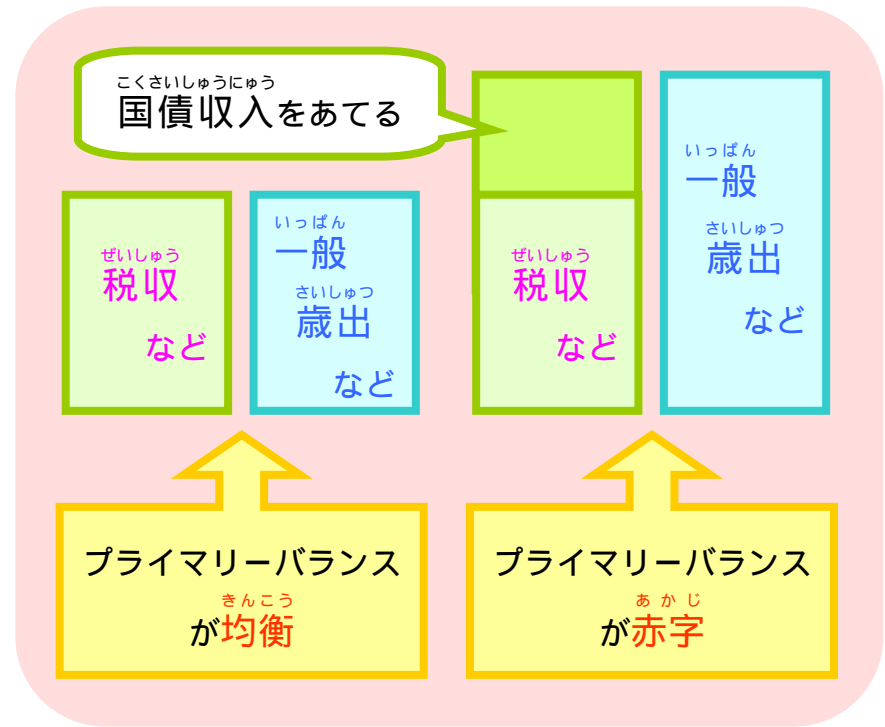 こくさいしゅうにゅう
国債収入をあてる
ぜいしゅう
税収
など
いっぱん
一般
さいしゅつ
歳出
など
ぜいしゅう
税収
など
いっぱん
一般
さいしゅつ
歳出
など
プライマリーバランス
きんこう
が均衡
プライマリーバランス
あかじ
が赤字